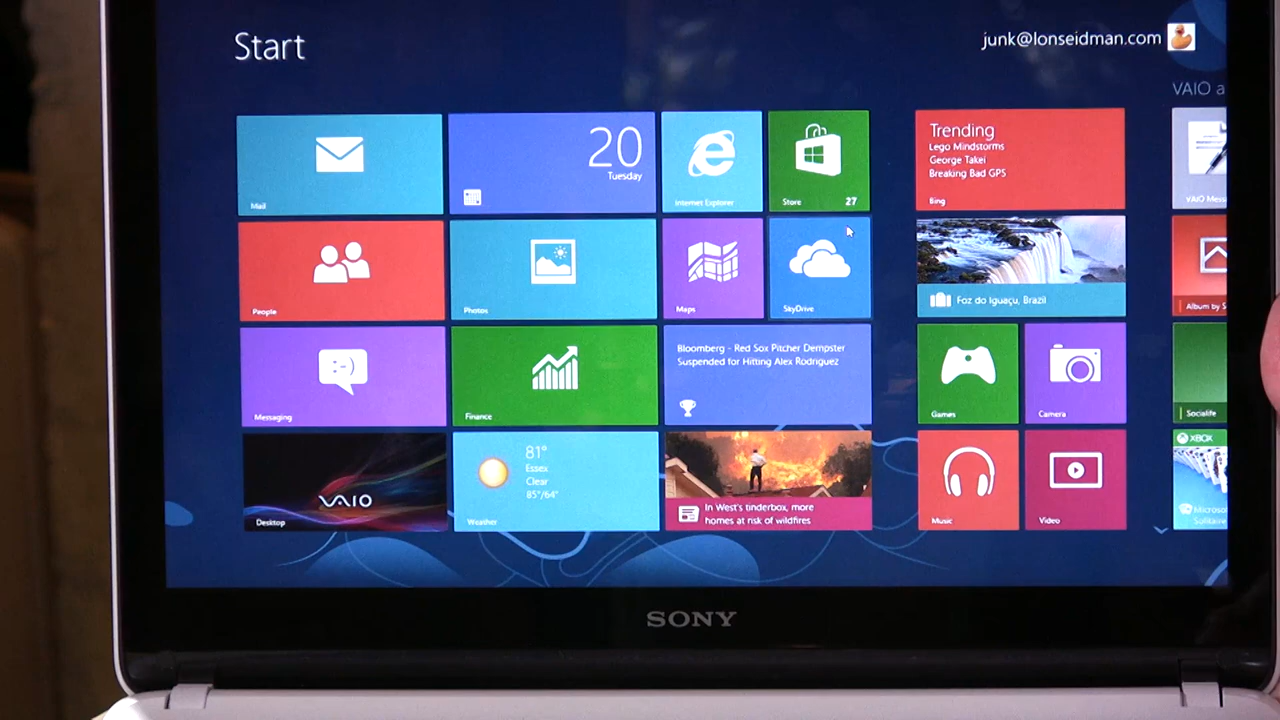 Start
junk@lonseidman.com
VAIO a
Mail
20
Tuesday
Internet Explorer
Store
27
Trending
Lego Mindstorms
George Takei
Breaking Bad GPS
Bing
VAIO Mess
People
Photos
Maps
SkyDrive
Foz do Iguaçu, Brazil
Album by S
Messaging
Finance
Bloomberg - Red Sox Pitcher Dempster
Suspended for Hitting Alex Rodriguez
Games
Camera
Socialife
VAIO
Desktop
81°
Essex
Clear
85°/64°
Weather
In West's tinderbox, more
homes at risk of wildfires
Music
Video
XBOX
Microso
Solitaire
SONY